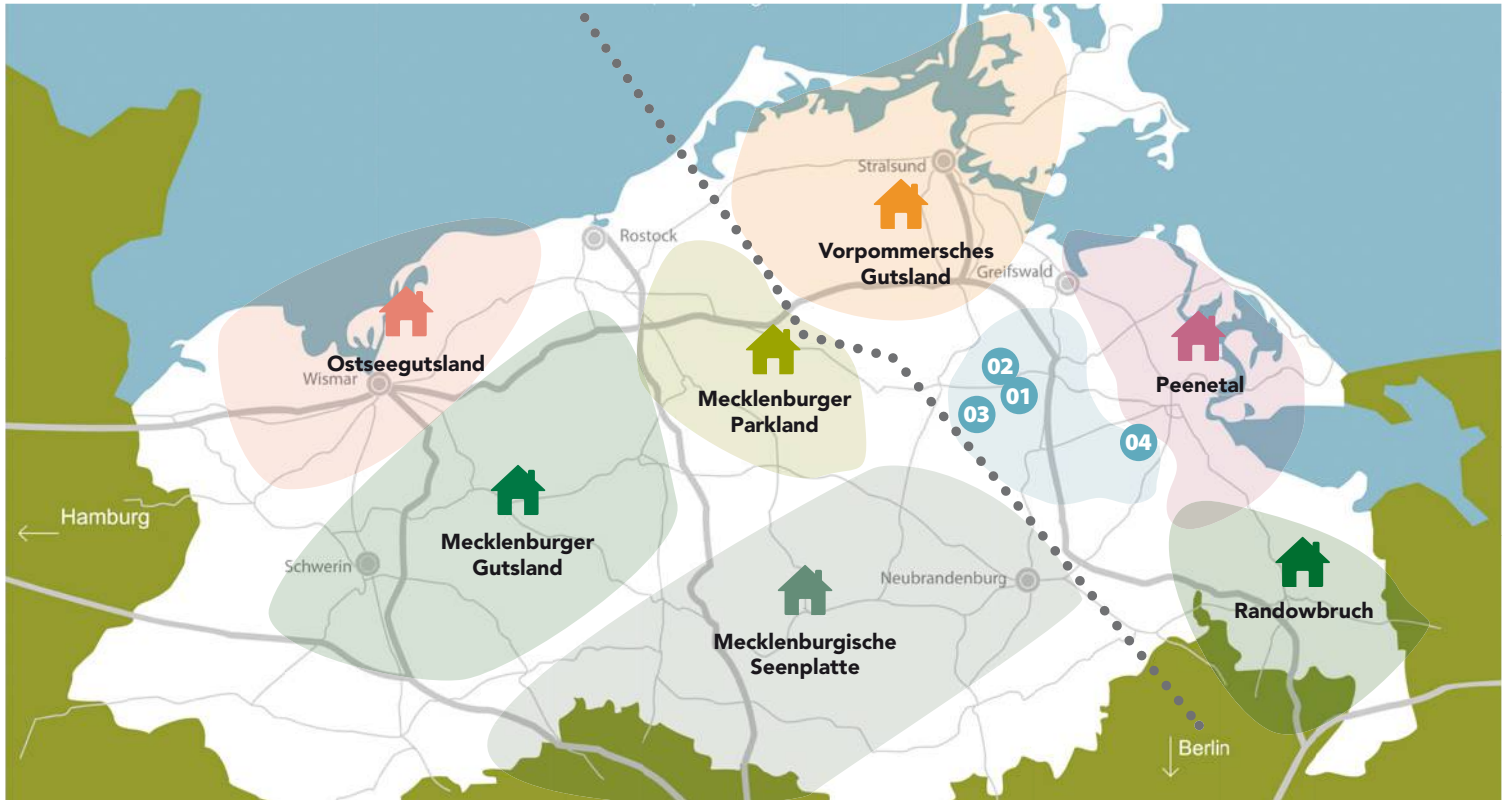 Stralsund
Vorpommersches
Gutsland
Rostock
Greifswald
Ostseegutsland
Wismar
Mecklenburger
Parkland
02
01
03
04
Peenetal
Hamburg
Mecklenburger
Gutsland
Schwerin
Neubrandenburg
Mecklenburgische
Seenplatte
Randowbruch
Berlin